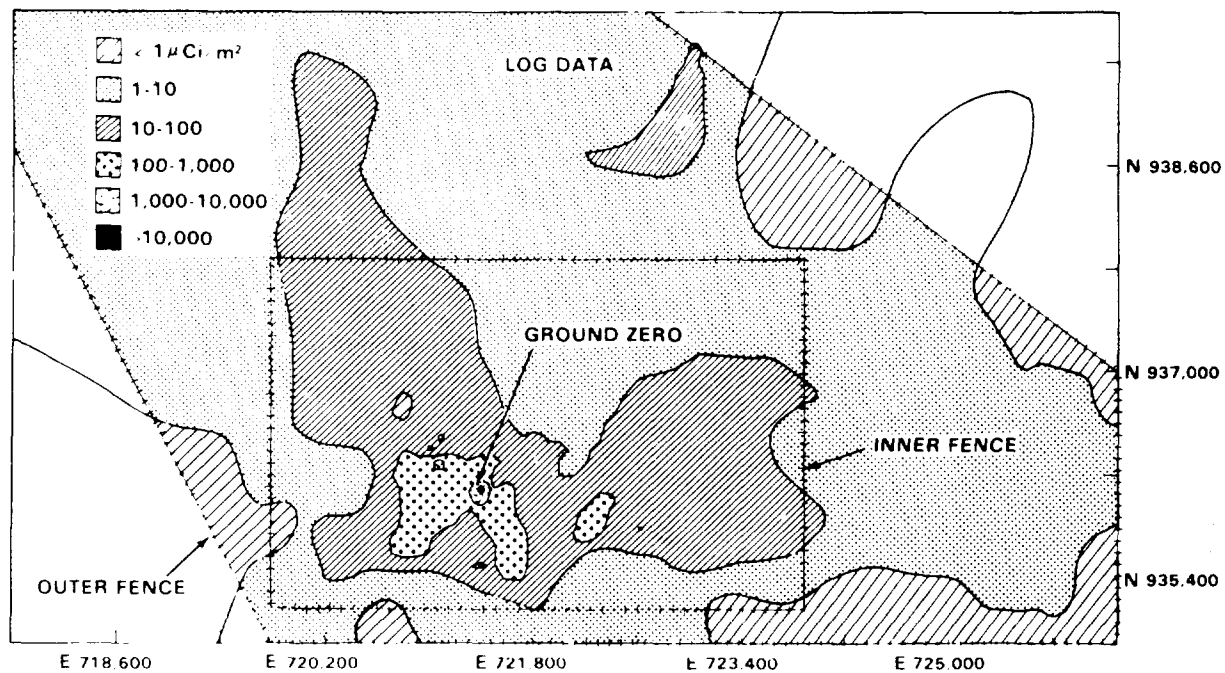 < 1 μCi/m²
1-10
10-100
100-1,000
1,000-10,000
>10,000
LOG DATA
N 938.600
GROUND ZERO
N 937.000
INNER FENCE
OUTER FENCE
N 935.400
E 718.600
E 720.200
E 721.800
E 723.400
E 725.000